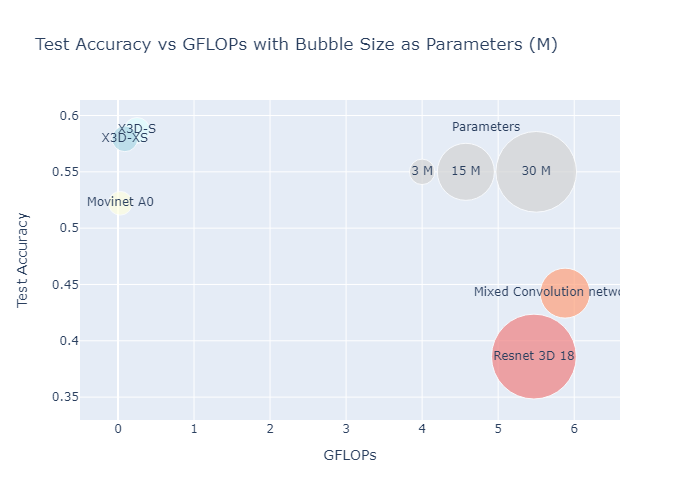 Test Accuracy vs GFLOPs with Bubble Size as Parameters (M)
0.6
0.55
0.5
0.45
0.4
0.35
Test Accuracy
X3D-S
X3D-XS
Movinet A0
Parameters
3 M
15 M
30 M
Mixed Convolution netwo
Resnet 3D 18
0
1
2
3
4
5
6
GFLOPs